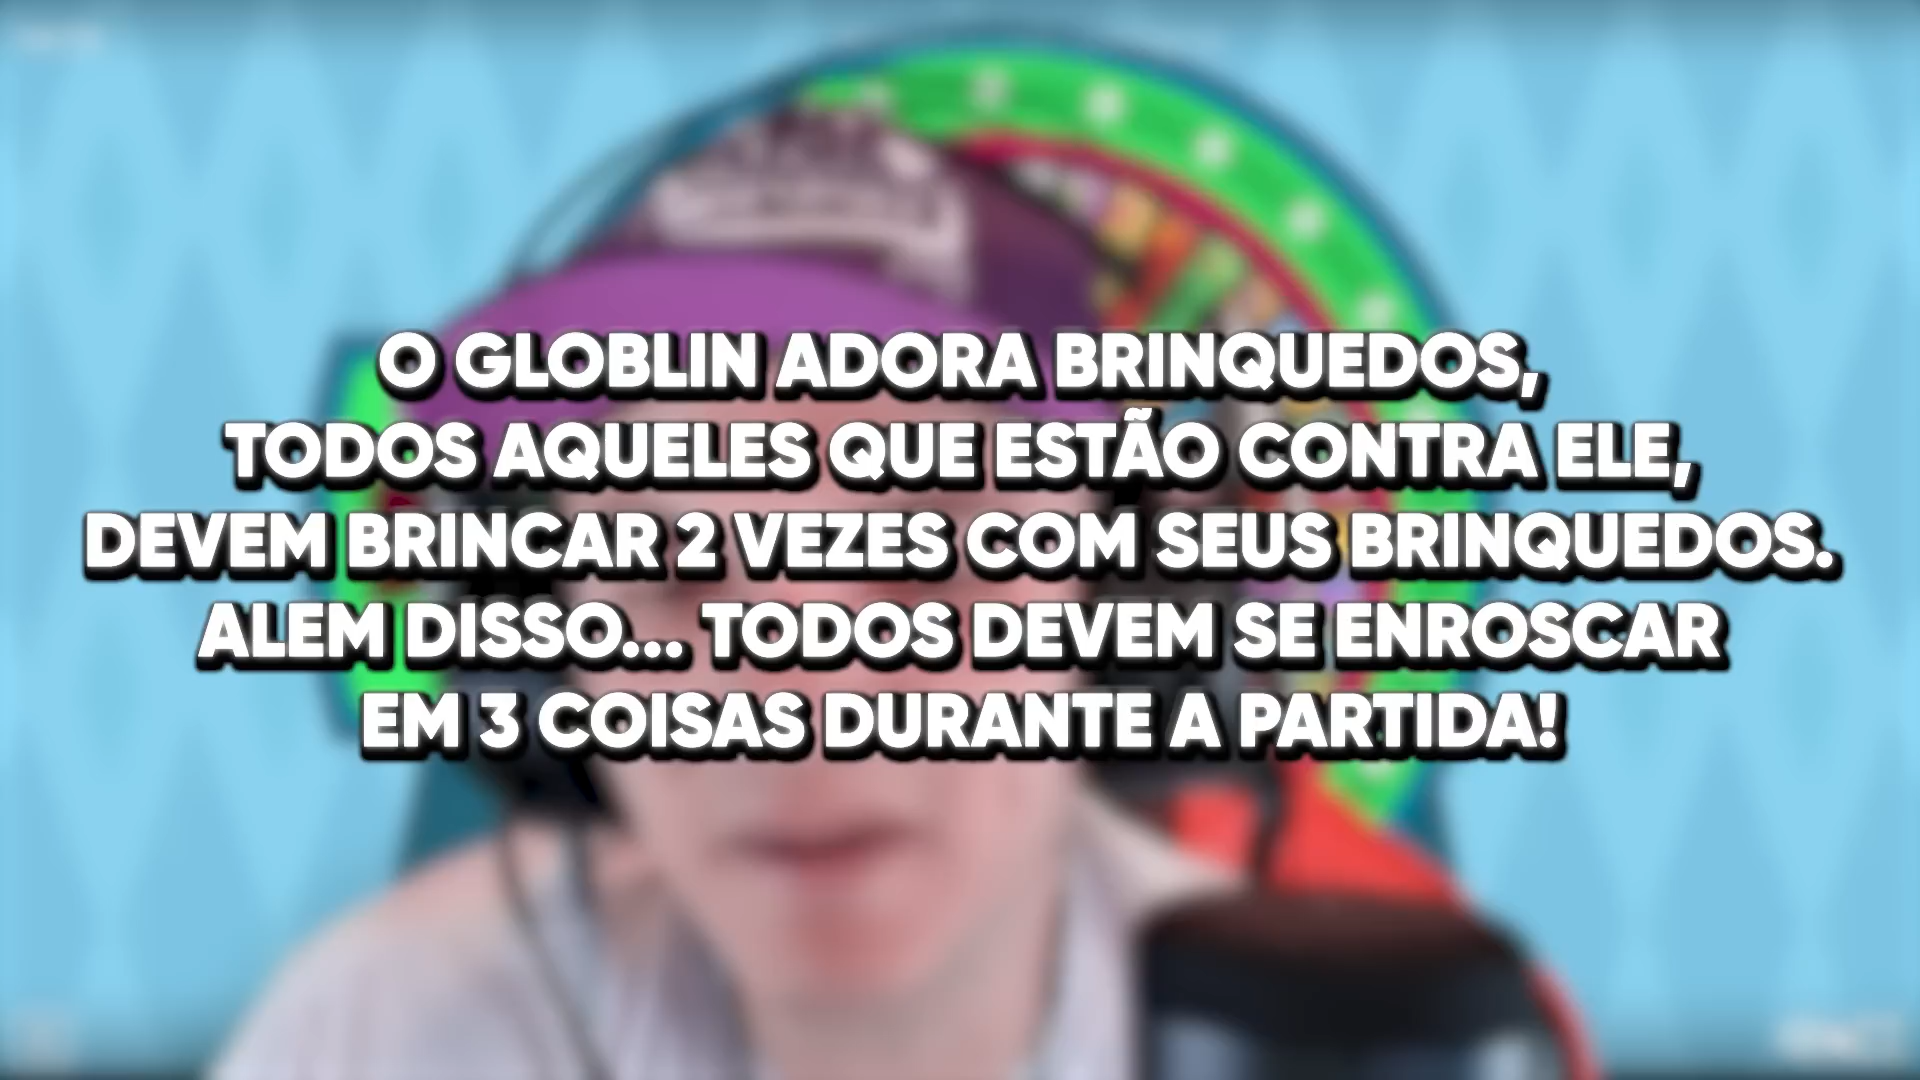 O GLOBLIN ADORA BRINQUEDOS,
TODOS AQUELES QUE ESTÃO CONTRA ELE,
DEVEM BRINCAR 2 VEZES COM SEUS BRINQUEDOS.
ALEM DISSO... TODOS DEVEM SE ENROSCAR
EM 3 COISAS DURANTE A PARTIDA!